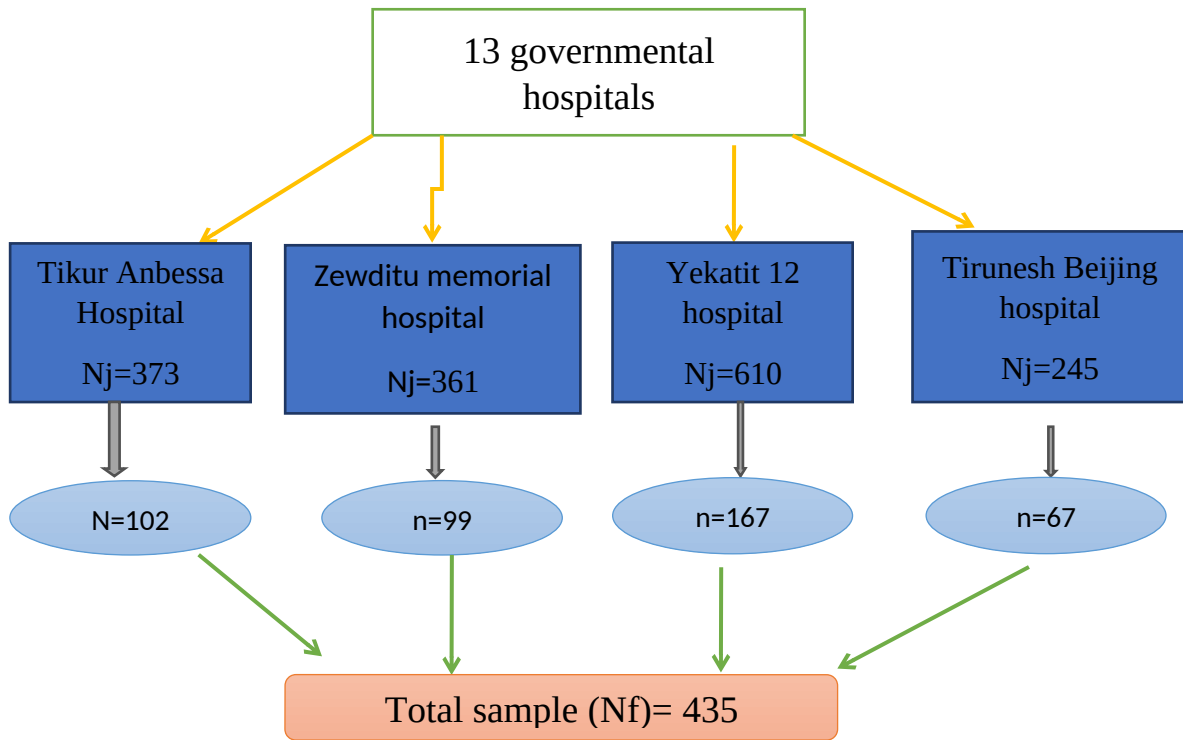 13 governmental
hospitals
Tikur Anbessa
Hospital
Nj=373
Zewditu memorial
hospital
Nj=361
Yekatit 12
hospital
Nj=610
Tirunesh Beijing
hospital
Nj=245
N=102
n=99
n=167
n=67
Total sample (Nf)= 435